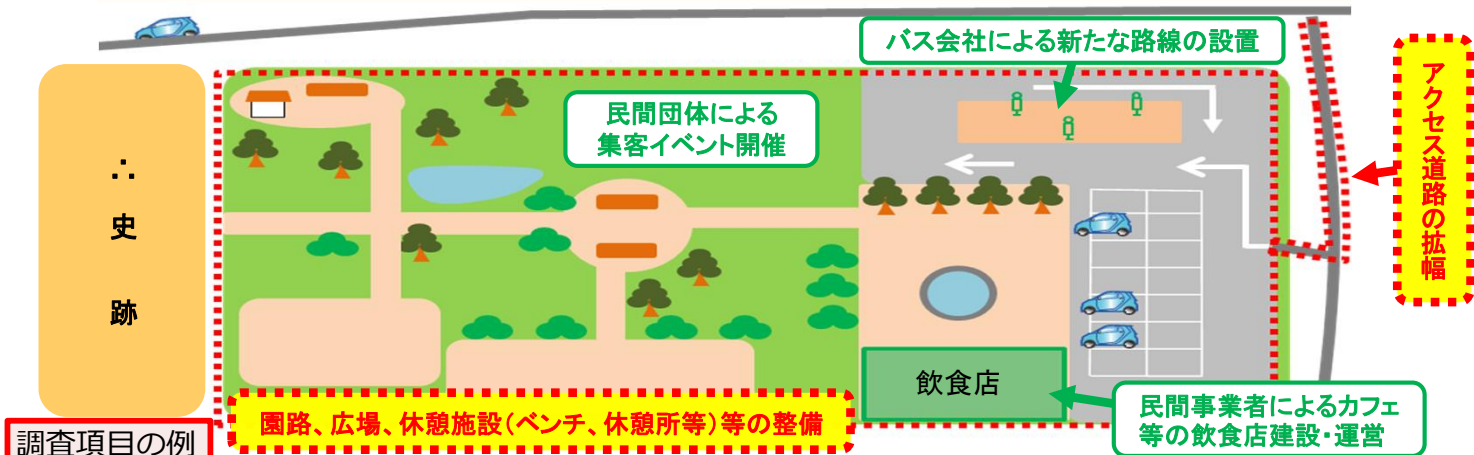 バス会社による新たな路線の設置
アクセス道路の拡幅
民間団体による
集客イベント開催
∴史跡
飲食店
園路、広場、休憩施設(ベンチ、休憩所等)等の整備
民間事業者によるカフェ
等の飲食店建設・運営
調査項目の例